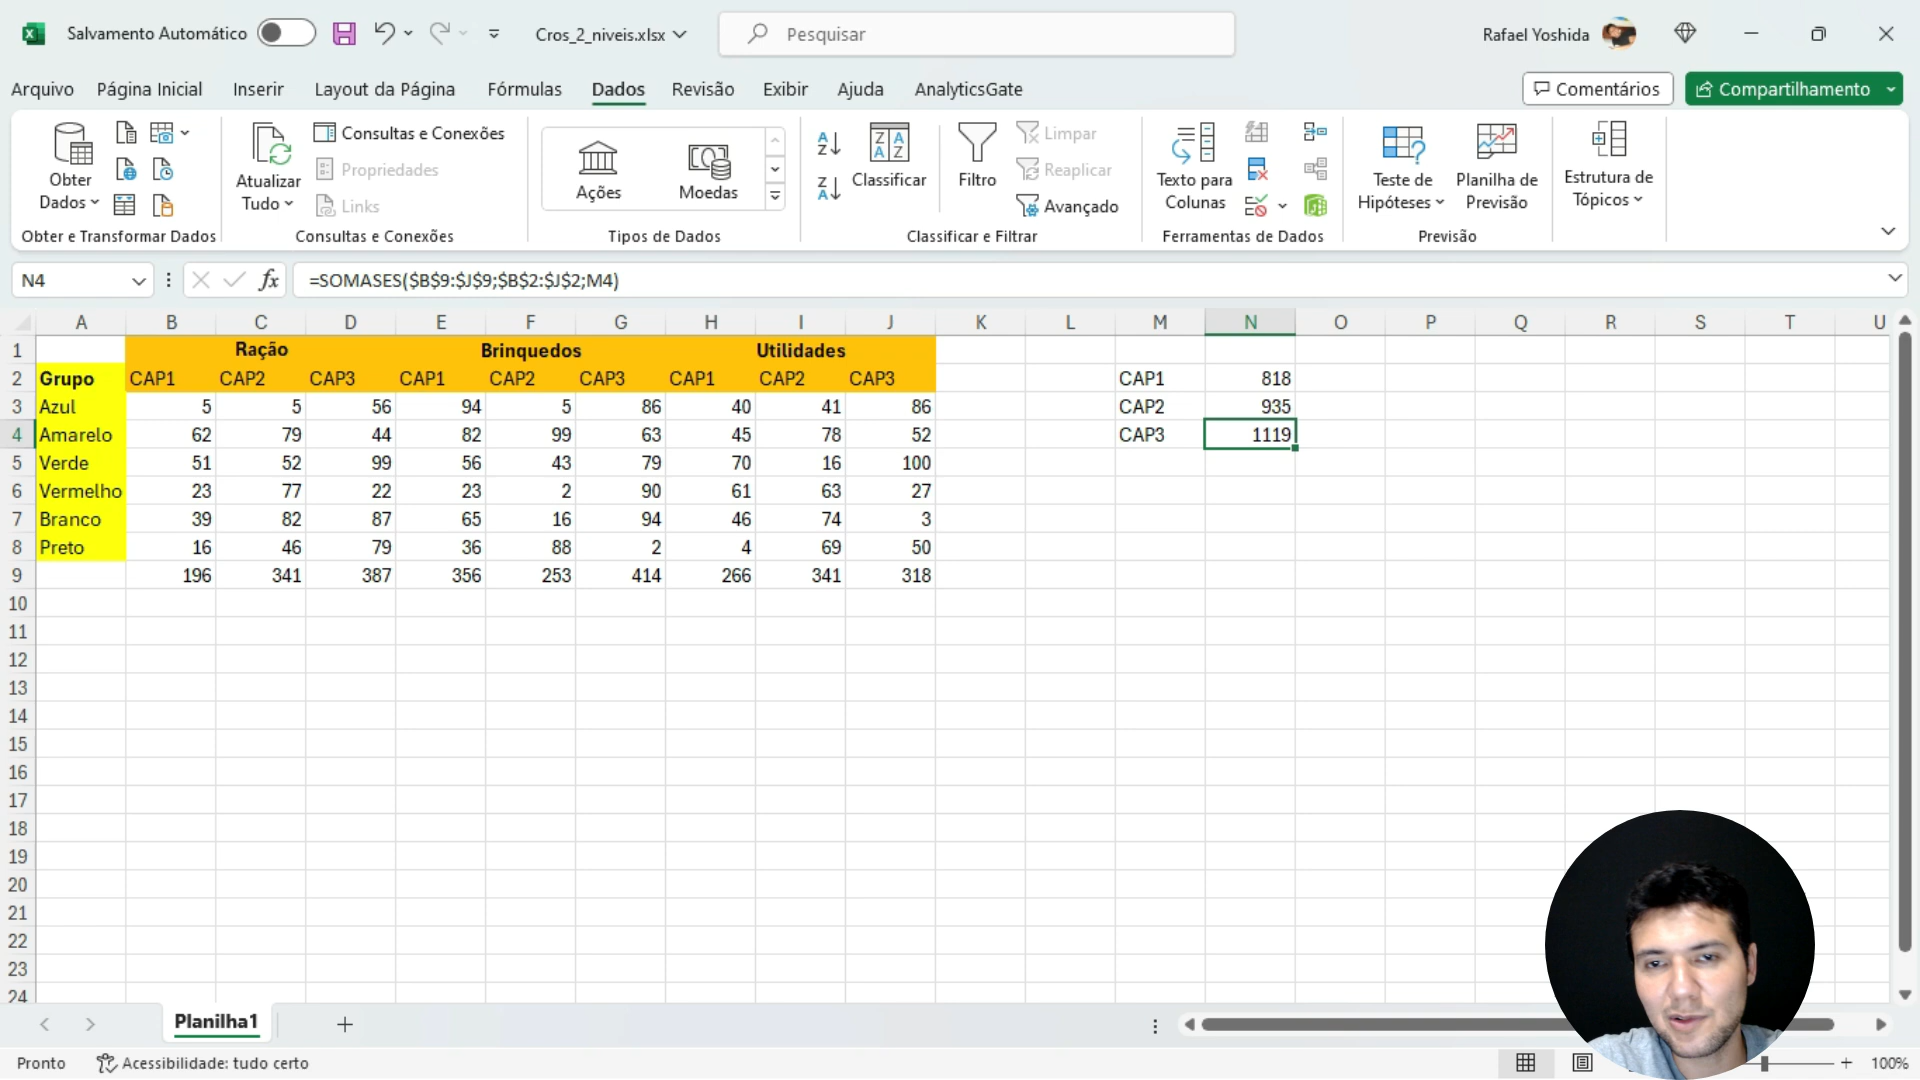 Salvamento Automático
Cros_2_niveis.xlsx
Pesquisar
Rafael Yoshida
Arquivo Página Inicial Inserir Layout da Página Fórmulas Dados Revisão Exibir Ajuda AnalyticsGate
Comentários
Compartilhamento
Obter Dados
Obter e Transformar Dados
Atualizar Tudo
Consultas e Conexões
Propriedades
Links
Consultas e Conexões
Ações
Moedas
Tipos de Dados
Classificar
Filtro
Limpar
Reaplicar
Avançado
Classificar e Filtrar
Texto para Colunas
Ferramentas de Dados
Teste de Hipóteses
Planilha de Previsão
Previsão
Estrutura de Tópicos
N4
fx
=SOMASES($B$9:$J$9;$B$2:$J$2;M4)
A B C D E F G H I J K L M N O P Q R S T U
1 Ração Brinquedos Utilidades
2 Grupo CAP1 CAP2 CAP3 CAP1 CAP2 CAP3 CAP1 CAP2 CAP3 CAP1 818
3 Azul 5 5 56 94 5 86 40 41 86 CAP2 935
4 Amarelo 62 79 44 82 99 63 45 78 52 CAP3 1119
5 Verde 51 52 99 56 43 79 70 16 100
6 Vermelho 23 77 22 23 2 90 61 63 27
7 Branco 39 82 87 65 16 94 46 74 3
8 Preto 16 46 79 36 88 2 4 69 50
9 196 341 387 356 253 414 266 341 318
10
11
12
13
14
15
16
17
18
19
20
21
22
23
24
Planilha1
Pronto
Acessibilidade: tudo certo
100%